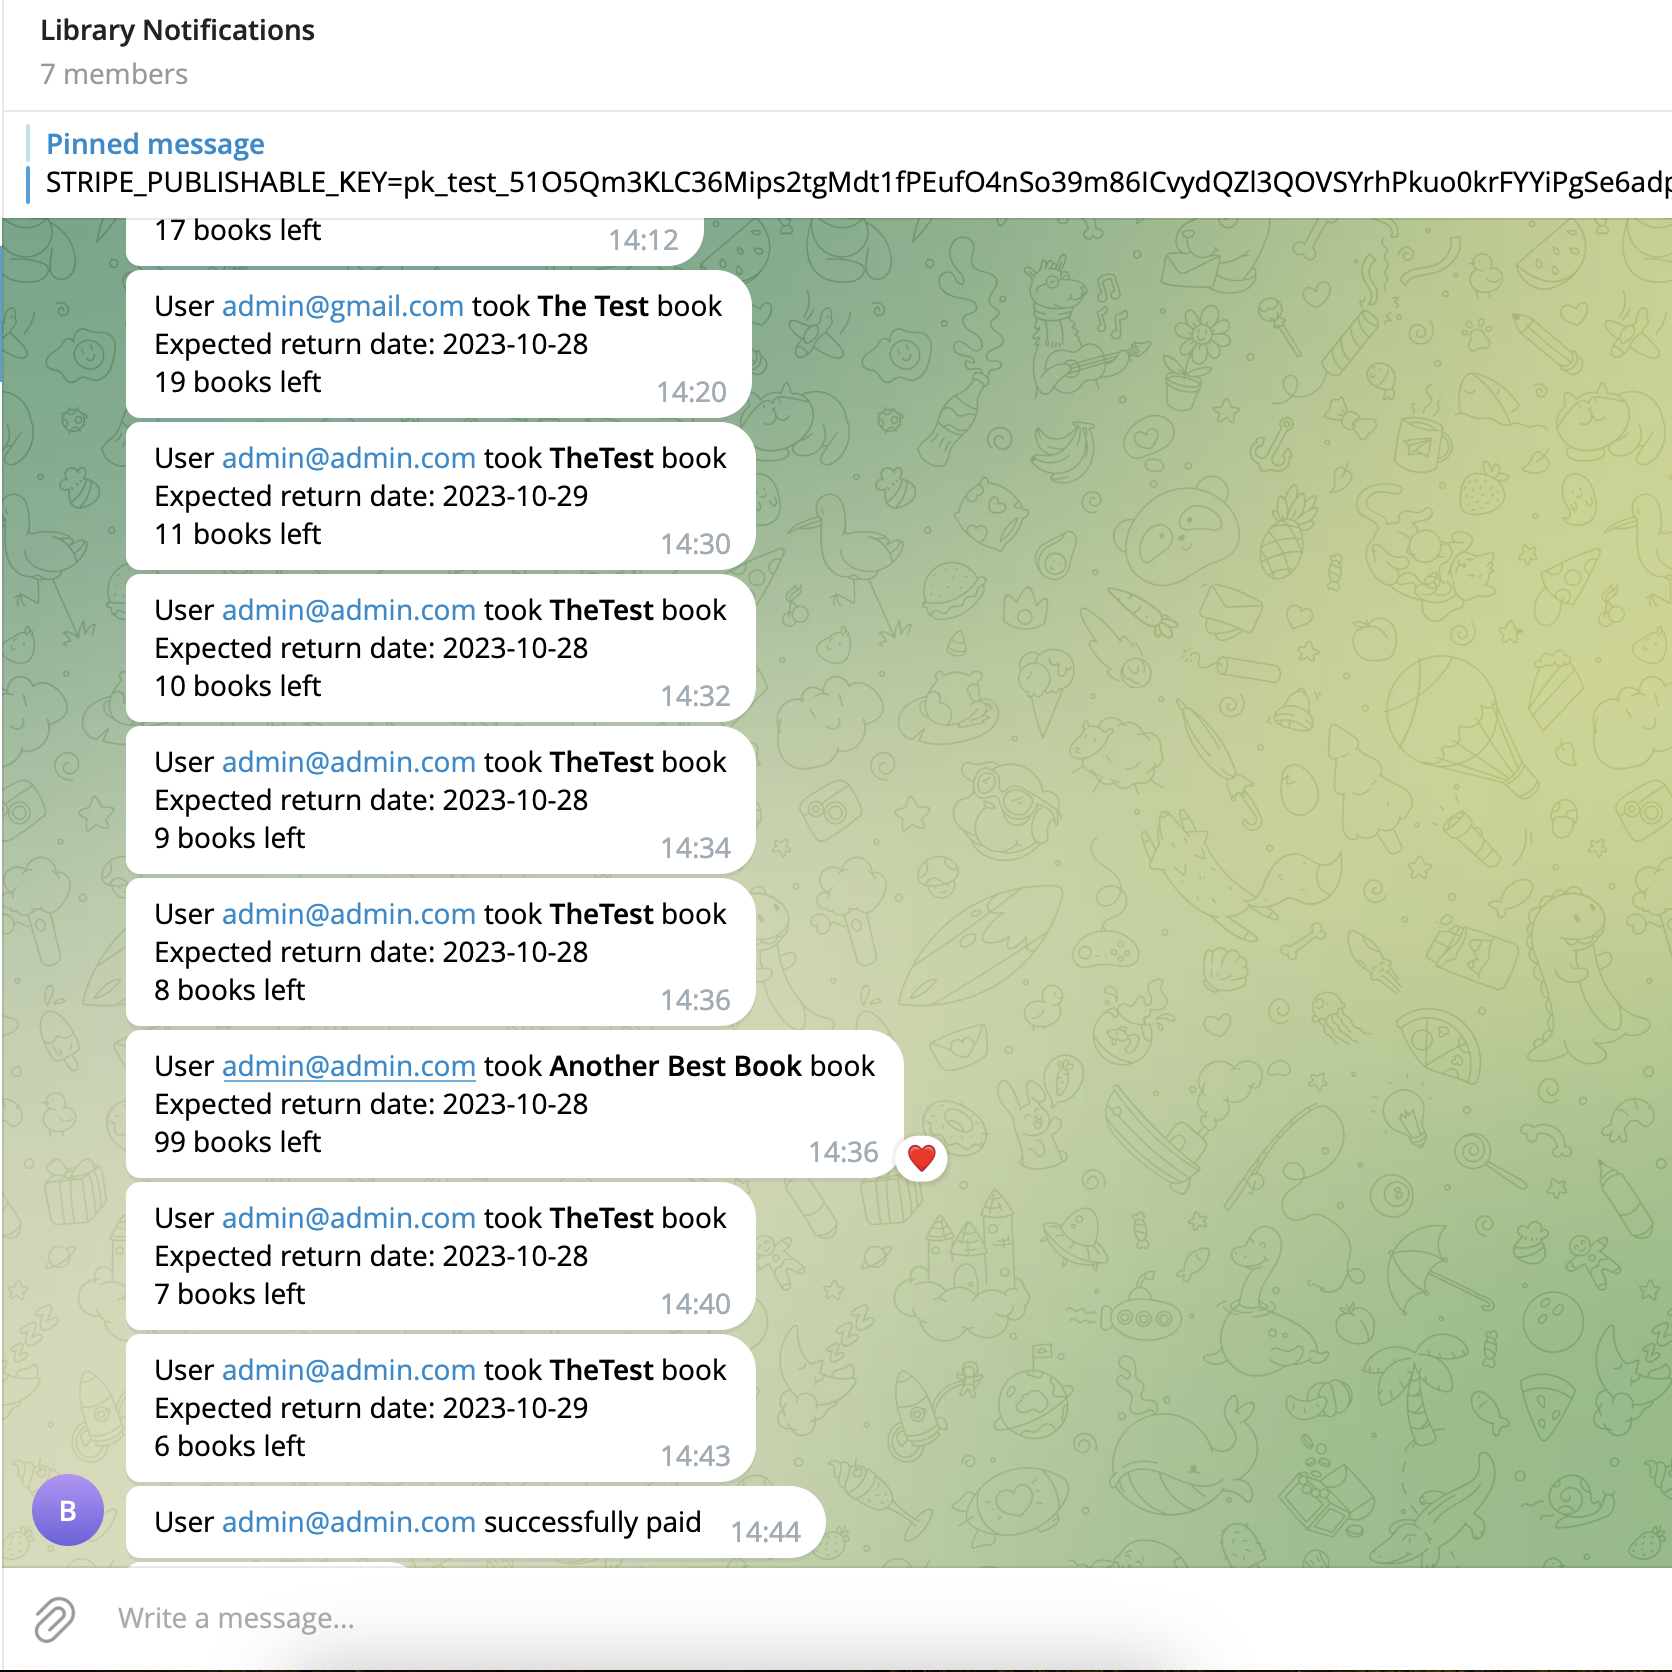 Library Notifications
7 members
Pinned message
STRIPE_PUBLISHABLE_KEY=pk_test_51O5Qm3KLC36Mips2tgMdt1fPEufO4nSo39m86ICvydQZl3QOVSYrhPkuo0krFYYiPgSe6adp
17 books left
14:12
User admin@gmail.com took The Test book
Expected return date: 2023-10-28
19 books left
14:20
User admin@admin.com took TheTest book
Expected return date: 2023-10-29
11 books left
14:30
User admin@admin.com took TheTest book
Expected return date: 2023-10-28
10 books left
14:32
User admin@admin.com took TheTest book
Expected return date: 2023-10-28
9 books left
14:34
User admin@admin.com took TheTest book
Expected return date: 2023-10-28
8 books left
14:36
User admin@admin.com took Another Best Book book
Expected return date: 2023-10-28
99 books left
14:36
User admin@admin.com took TheTest book
Expected return date: 2023-10-28
7 books left
14:40
User admin@admin.com took TheTest book
Expected return date: 2023-10-29
6 books left
14:43
B
User admin@admin.com successfully paid
14:44
Write a message...